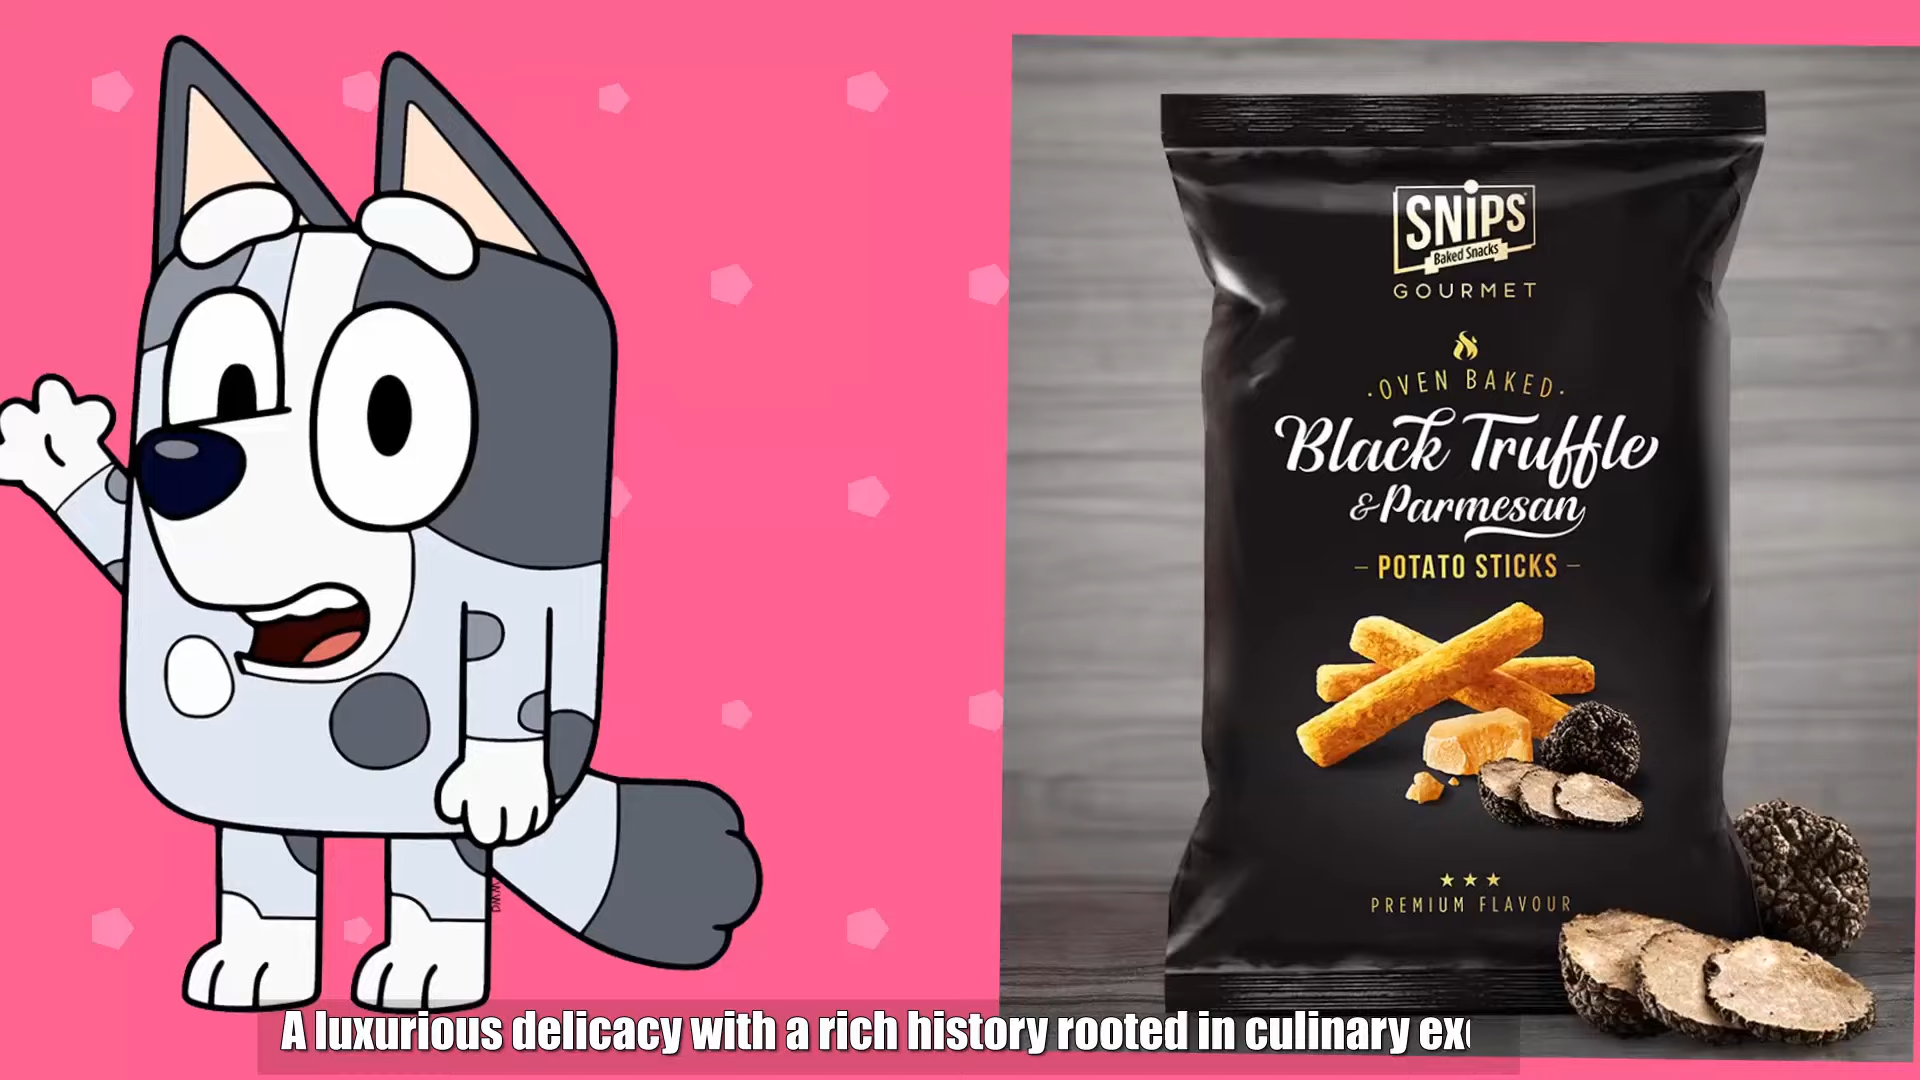 SNiPS
Baked Snacks
GOURMET
·OVEN BAKED·
Black Truffle
& Parmesan
– POTATO STICKS –
PREMIUM FLAVOUR
A luxurious delicacy with a rich history rooted in culinary